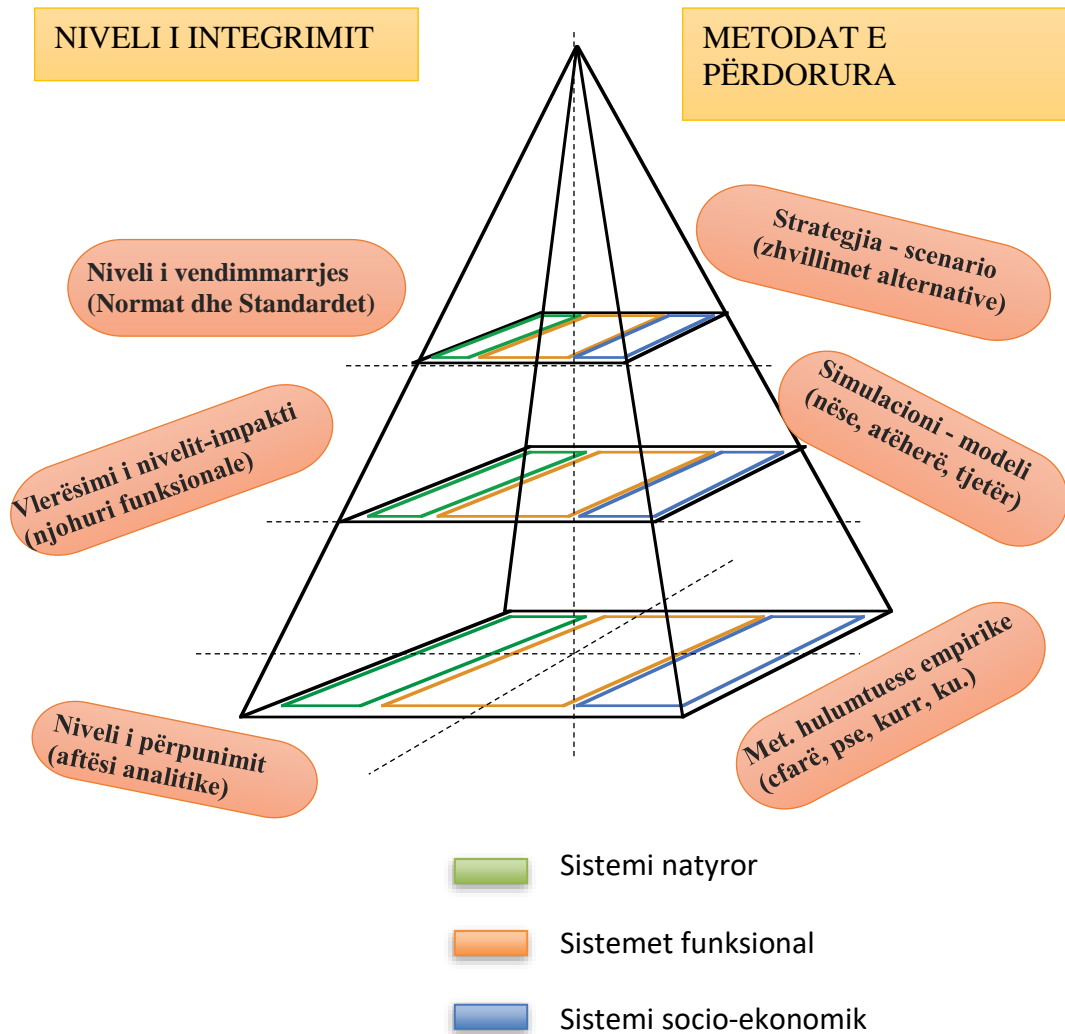 NIVELI I INTEGRIMIT
METODAT E
PËRDORURA
Strategjia - scenario
(zhvillimet alternative)
Niveli i vendimmarrjes
(Normat dhe Standardet)
Simulacioni - modeli
(nëse, atëherë, tjetër)
Vlerësimi i nivelit-impakti
(njohuri funksionale)
Met. hulumtuese empirike
(cfarë, pse, kurr, ku.)
Niveli i përpunimit
(aftësi analitike)
Sistemi natyror
Sistemet funksional
Sistemi socio-ekonomik